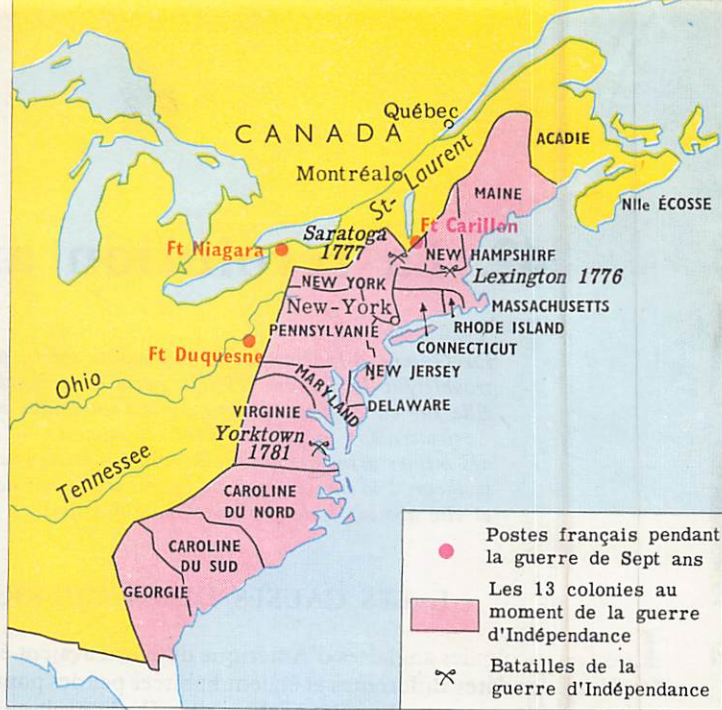 Québec
CANADA
ACADIE
Montréal
St-Laurent
MAINE
Nlle ÉCOSSE
Ft Carillon
Saratoga
1777
Ft Niagara
NEW HAMPSHIRF
Lexington 1776
NEW YORK
New-York
MASSACHUSETTS
RHODE ISLAND
PENNSYLVANIE
CONNECTICUT
Ft Duquesne
NEW JERSEY
MARYLAND
Ohio
DELAWARE
VIRGINIE
Yorktown
1781
Tennessee
CAROLINE
DU NORD
CAROLINE
DU SUD
GEORGIE
Postes français pendant
la guerre de Sept ans
Les 13 colonies au
moment de la guerre
d'Indépendance
Batailles de la
guerre d'Indépendance